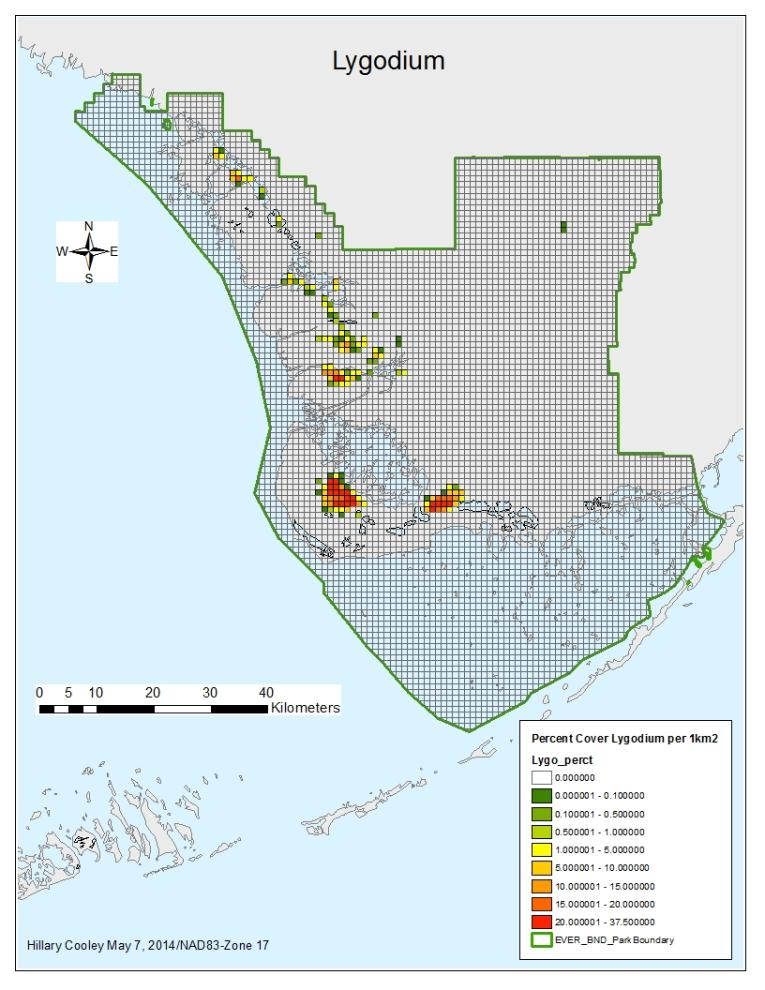 Lygodium
N
W E
S
0 5 10 20 30 40
Kilometers
Percent Cover Lygodium per 1km2
Lygo_perct
0.000000
0.000001 - 0.100000
0.100001 - 0.500000
0.500001 - 1.000000
1.000001 - 5.000000
5.000001 - 10.000000
10.000001 - 15.000000
15.000001 - 20.000000
20.000001 - 37.500000
EVER_BND_Park Boundary
Hillary Cooley May 7, 2014/NAD83-Zone 17